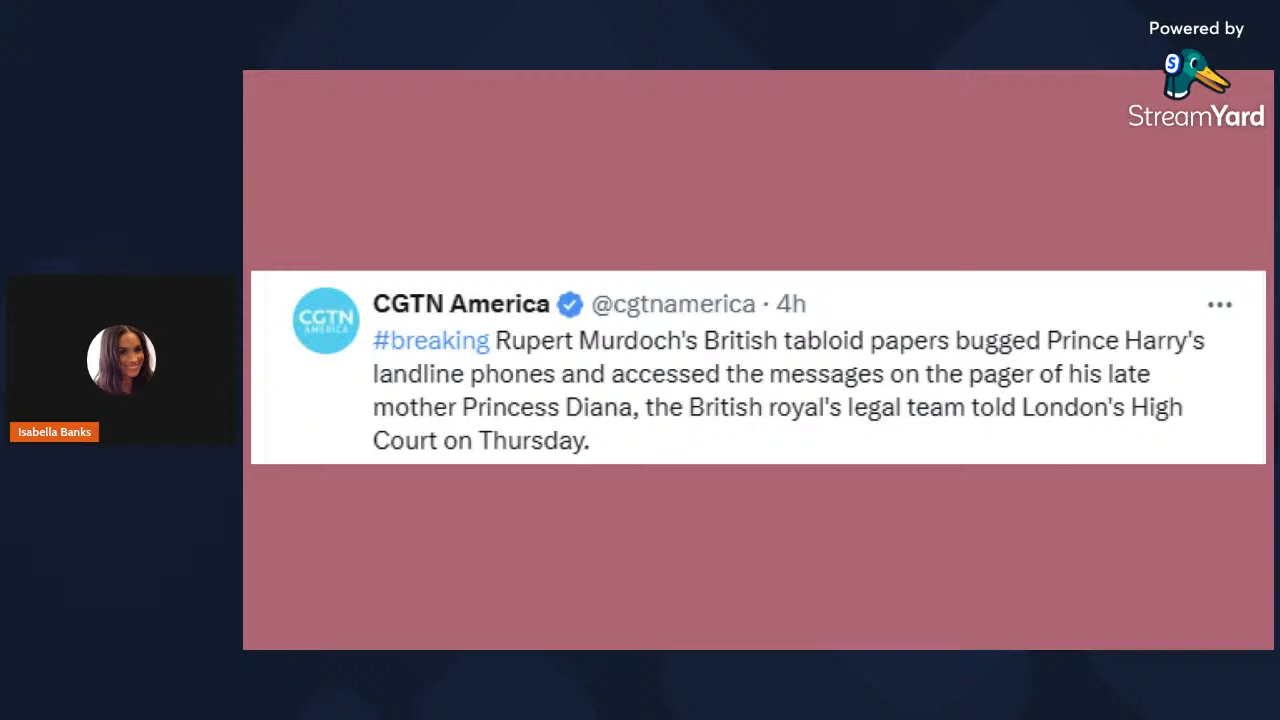 Powered by
S
StreamYard
CGTN
AMERICA
CGTN America @cgtnamerica · 4h
#breaking Rupert Murdoch's British tabloid papers bugged Prince Harry's
landline phones and accessed the messages on the pager of his late
mother Princess Diana, the British royal's legal team told London's High
Court on Thursday.
Isabella Banks